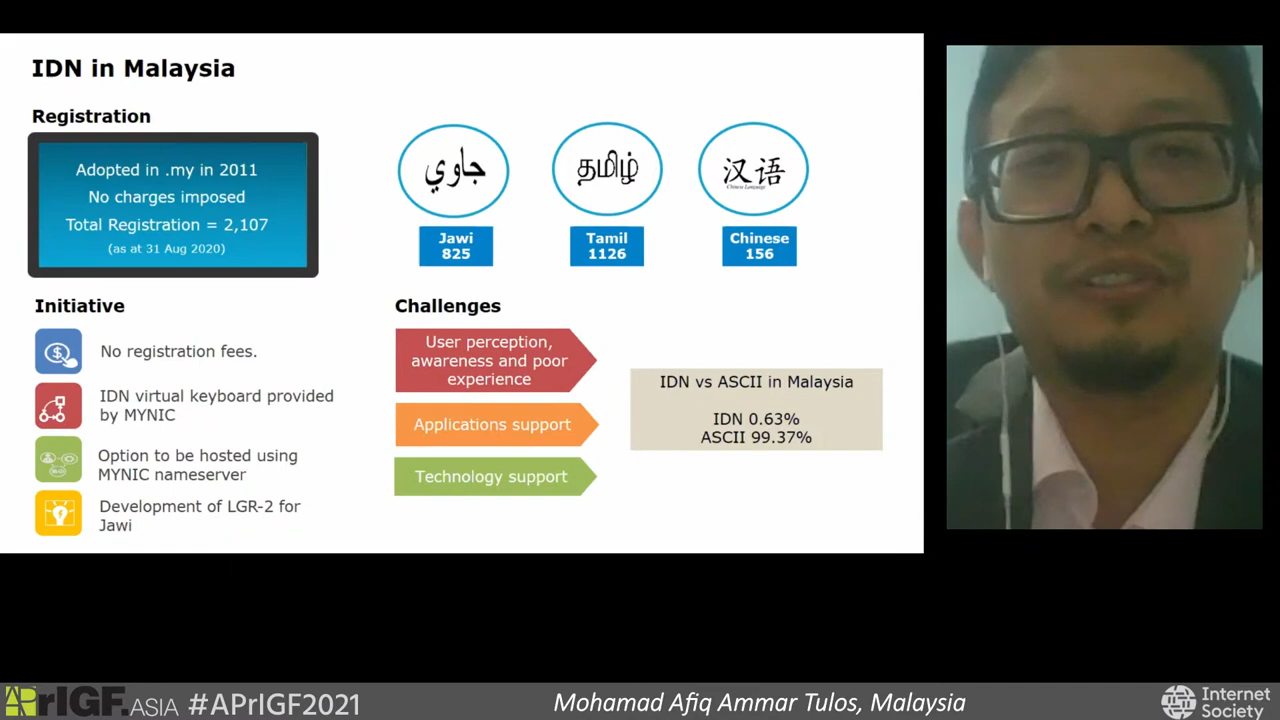 IDN in Malaysia
Registration
Adopted in .my in 2011
No charges imposed
Total Registration = 2,107
(as at 31 Aug 2020)
جاوي
தமிழ்
汉语
Chinese Language
Jawi
825
Tamil
1126
Chinese
156
Initiative
No registration fees.
IDN virtual keyboard provided
by MYNIC
Option to be hosted using
MYNIC nameserver
Development of LGR-2 for
Jawi
Challenges
User perception,
awareness and poor
experience
Applications support
Technology support
IDN vs ASCII in Malaysia
IDN 0.63%
ASCII 99.37%
APrIGF.ASIA #APrIGF2021
Mohamad Afiq Ammar Tulos, Malaysia
Internet
Society